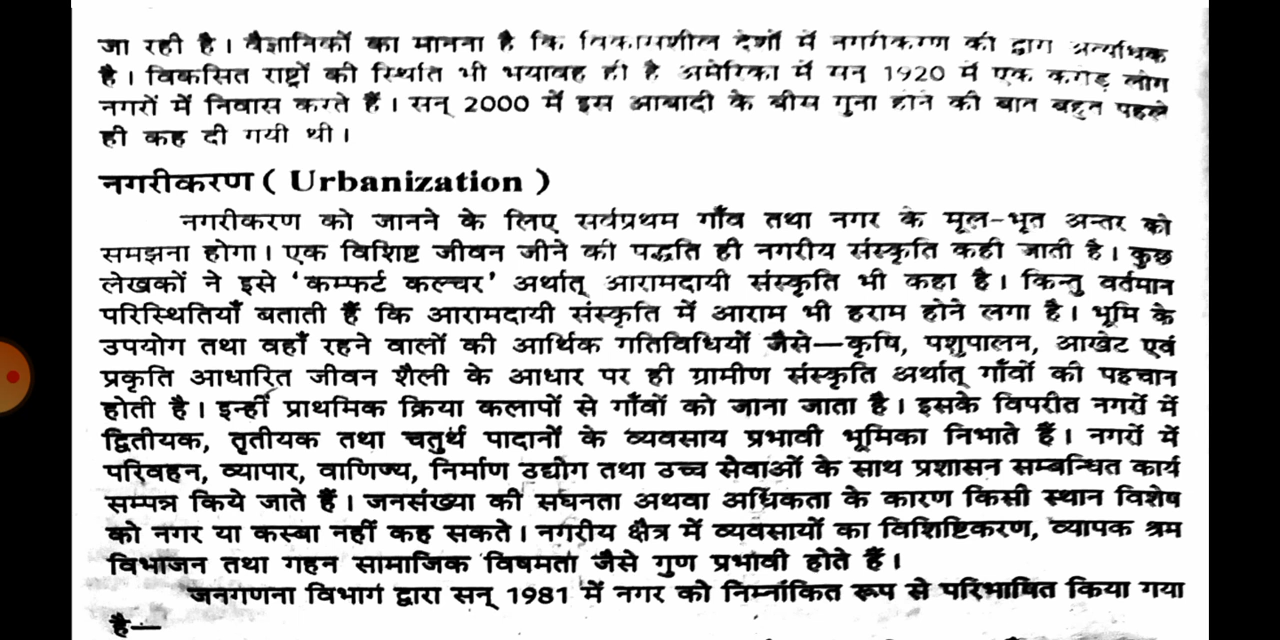 जा रही है। वैज्ञानिकों का मानना है कि विकासशील देशों में नगरीकरण की द्वारा अत्यधिक
है। विकसित राष्ट्रों की स्थिति भी भयावह ही है अमेरिका में सन् 1920 में एक करोड़ लोग
नगरों में निवास करते हैं। सन् 2000 में इस आबादी के बीस गुना होने की बात बहुत पहले
ही कह दी गयी थी।
नगरीकरण ( Urbanization )
नगरीकरण को जानने के लिए सर्वप्रथम गाँव तथा नगर के मूल-भूत अन्तर को
समझना होगा। एक विशिष्ट जीवन जीने की पद्धति ही नगरीय संस्कृति कही जाती है। कुछ
लेखकों ने इसे ‘कम्फर्ट कल्चर’ अर्थात् आरामदायी संस्कृति भी कहा है। किन्तु वर्तमान
परिस्थितियाँ बताती हैं कि आरामदायी संस्कृति में आराम भी हराम होने लगा है। भूमि के
उपयोग तथा वहाँ रहने वालों की आर्थिक गतिविधियों जैसे—कृषि, पशुपालन, आखेट एवं
प्रकृति आधारित जीवन शैली के आधार पर ही ग्रामीण संस्कृति अर्थात् गाँवों की पहचान
होती है। इन्हीं प्राथमिक क्रिया कलापों से गाँवों को जाना जाता है। इसके विपरीत नगरों में
द्वितीयक, तृतीयक तथा चतुर्थ पादानों के व्यवसाय प्रभावी भूमिका निभाते हैं। नगरों में
परिवहन, व्यापार, वाणिज्य, निर्माण उद्योग तथा उच्च सेवाओं के साथ प्रशासन सम्बन्धित कार्य
सम्पन्न किये जाते हैं। जनसंख्या की सघनता अथवा अधिकता के कारण किसी स्थान विशेष
को नगर या कस्बा नहीं कह सकते। नगरीय क्षैत्र में व्यवसायों का विशिष्टिकरण, व्यापक श्रम
विभाजन तथा गहन सामाजिक विषमता जैसे गुण प्रभावी होते हैं।
जनगणना विभाग द्वारा सन् 1981 में नगर को निम्नांकित रूप से परिभाषित किया गया
है—